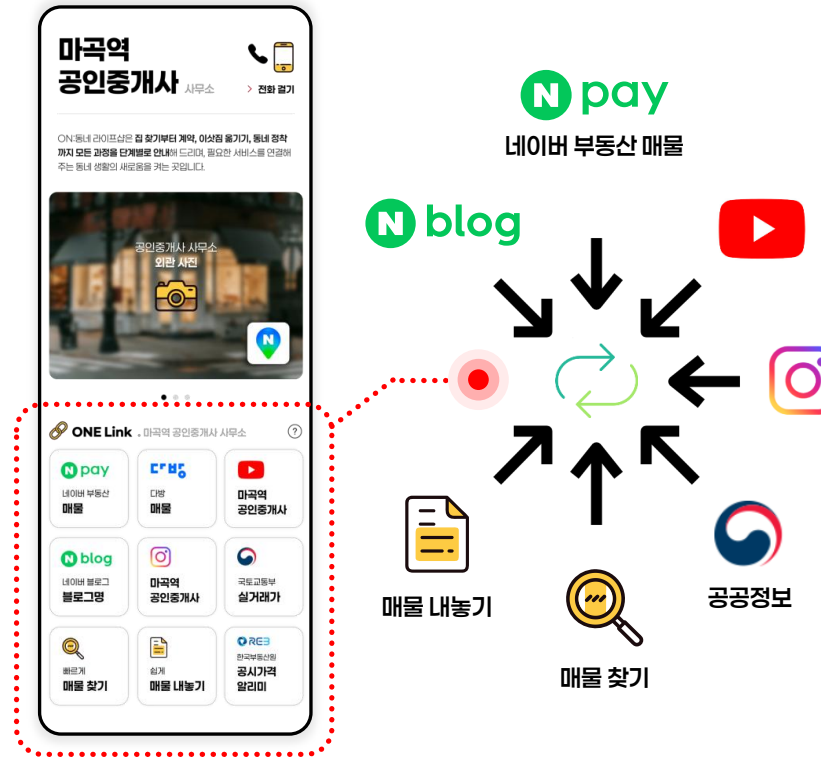 마곡역
공인중개사 사무소
전화 걸기
ON:동네 라이프샵은 집 찾기부터 계약, 이삿짐 옮기기, 동네 정착
까지 모든 과정을 단계별로 안내해 드리며, 필요한 서비스를 연결해
주는 동네 생활의 새로움을 켜는 곳입니다.
공인중개사 사무소
외관 사진
N
ONE Link . 마곡역 공인중개사 사무소 ?
N pay
네이버 부동산
매물
다방
다방
매물
마곡역
공인중개사
N blog
네이버 블로그
블로그명
마곡역
공인중개사
국토교통부
실거래가
빠르게
매물 찾기
쉽게
매물 내놓기
REB
한국부동산원
공시가격
알리미
N pay
네이버 부동산 매물
N blog
매물 내놓기
매물 찾기
공공정보